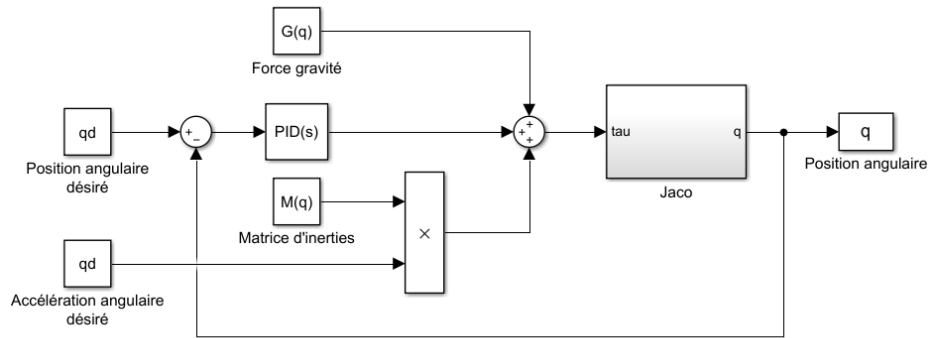 G(q)
Force gravité
qd
Position angulaire
désiré
+
−
PID(s)
+
+
+
tau
q
Jaco
q
Position angulaire
M(q)
Matrice d'inerties
×
qd
Accélération angulaire
désiré